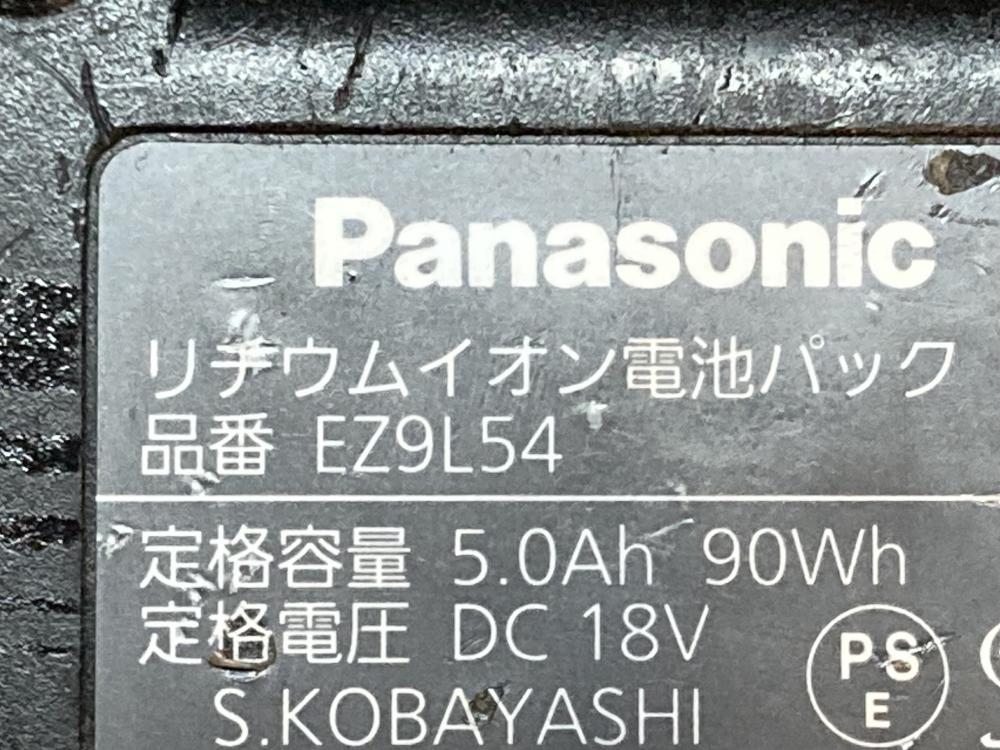 Panasonic
リチウムイオン電池パック
品番 EZ9L54
定格容量 5.0Ah 90Wh
定格電圧 DC 18V
PS
E
S.KOBAYASHI